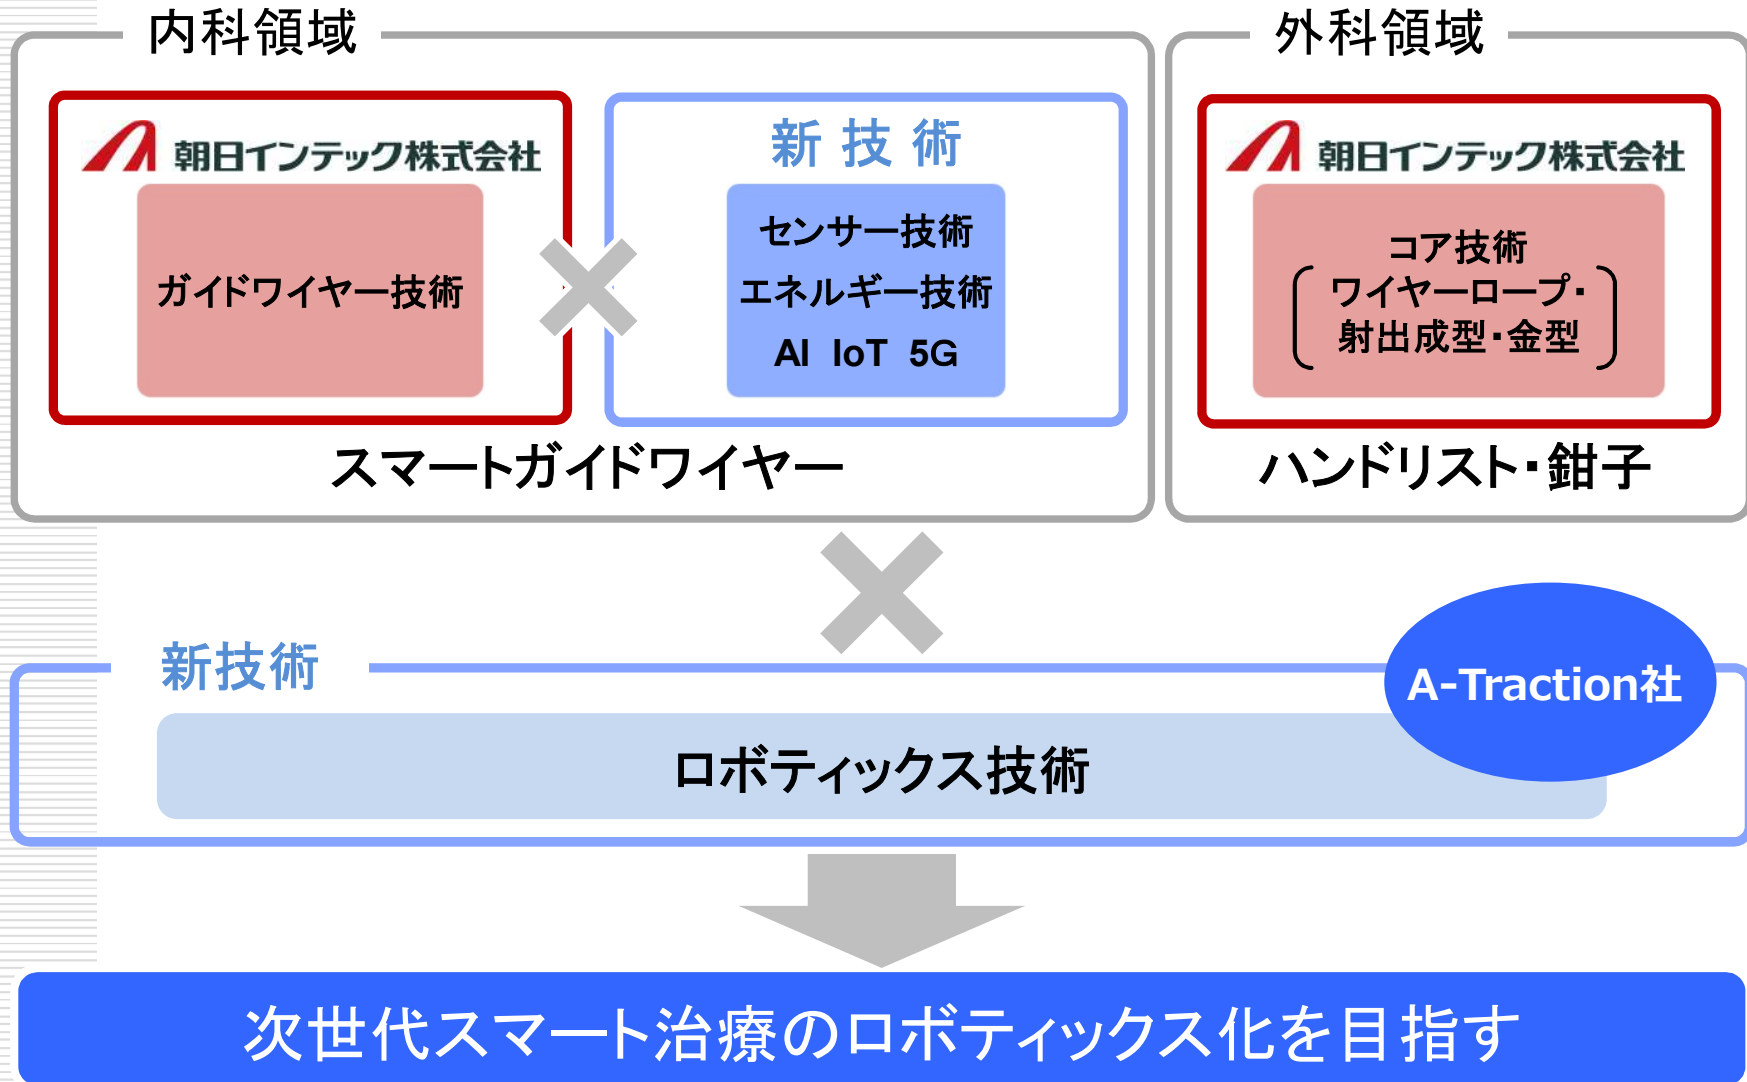 内科領域
朝日インテック株式会社
ガイドワイヤー技術
新技術
センサー技術
エネルギー技術
AI IoT 5G
スマートガイドワイヤー
外科領域
朝日インテック株式会社
コア技術
ワイヤーロープ・
射出成型・金型
ハンドリスト・鉗子
新技術
A-Traction社
ロボティックス技術
次世代スマート治療のロボティックス化を目指す